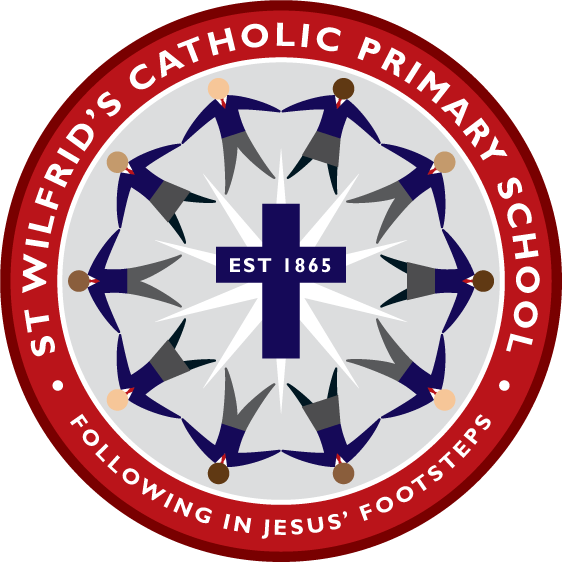 ST WILFRID'S CATHOLIC PRIMARY SCHOOL
EST 1865
• FOLLOWING IN JESUS' FOOTSTEPS •